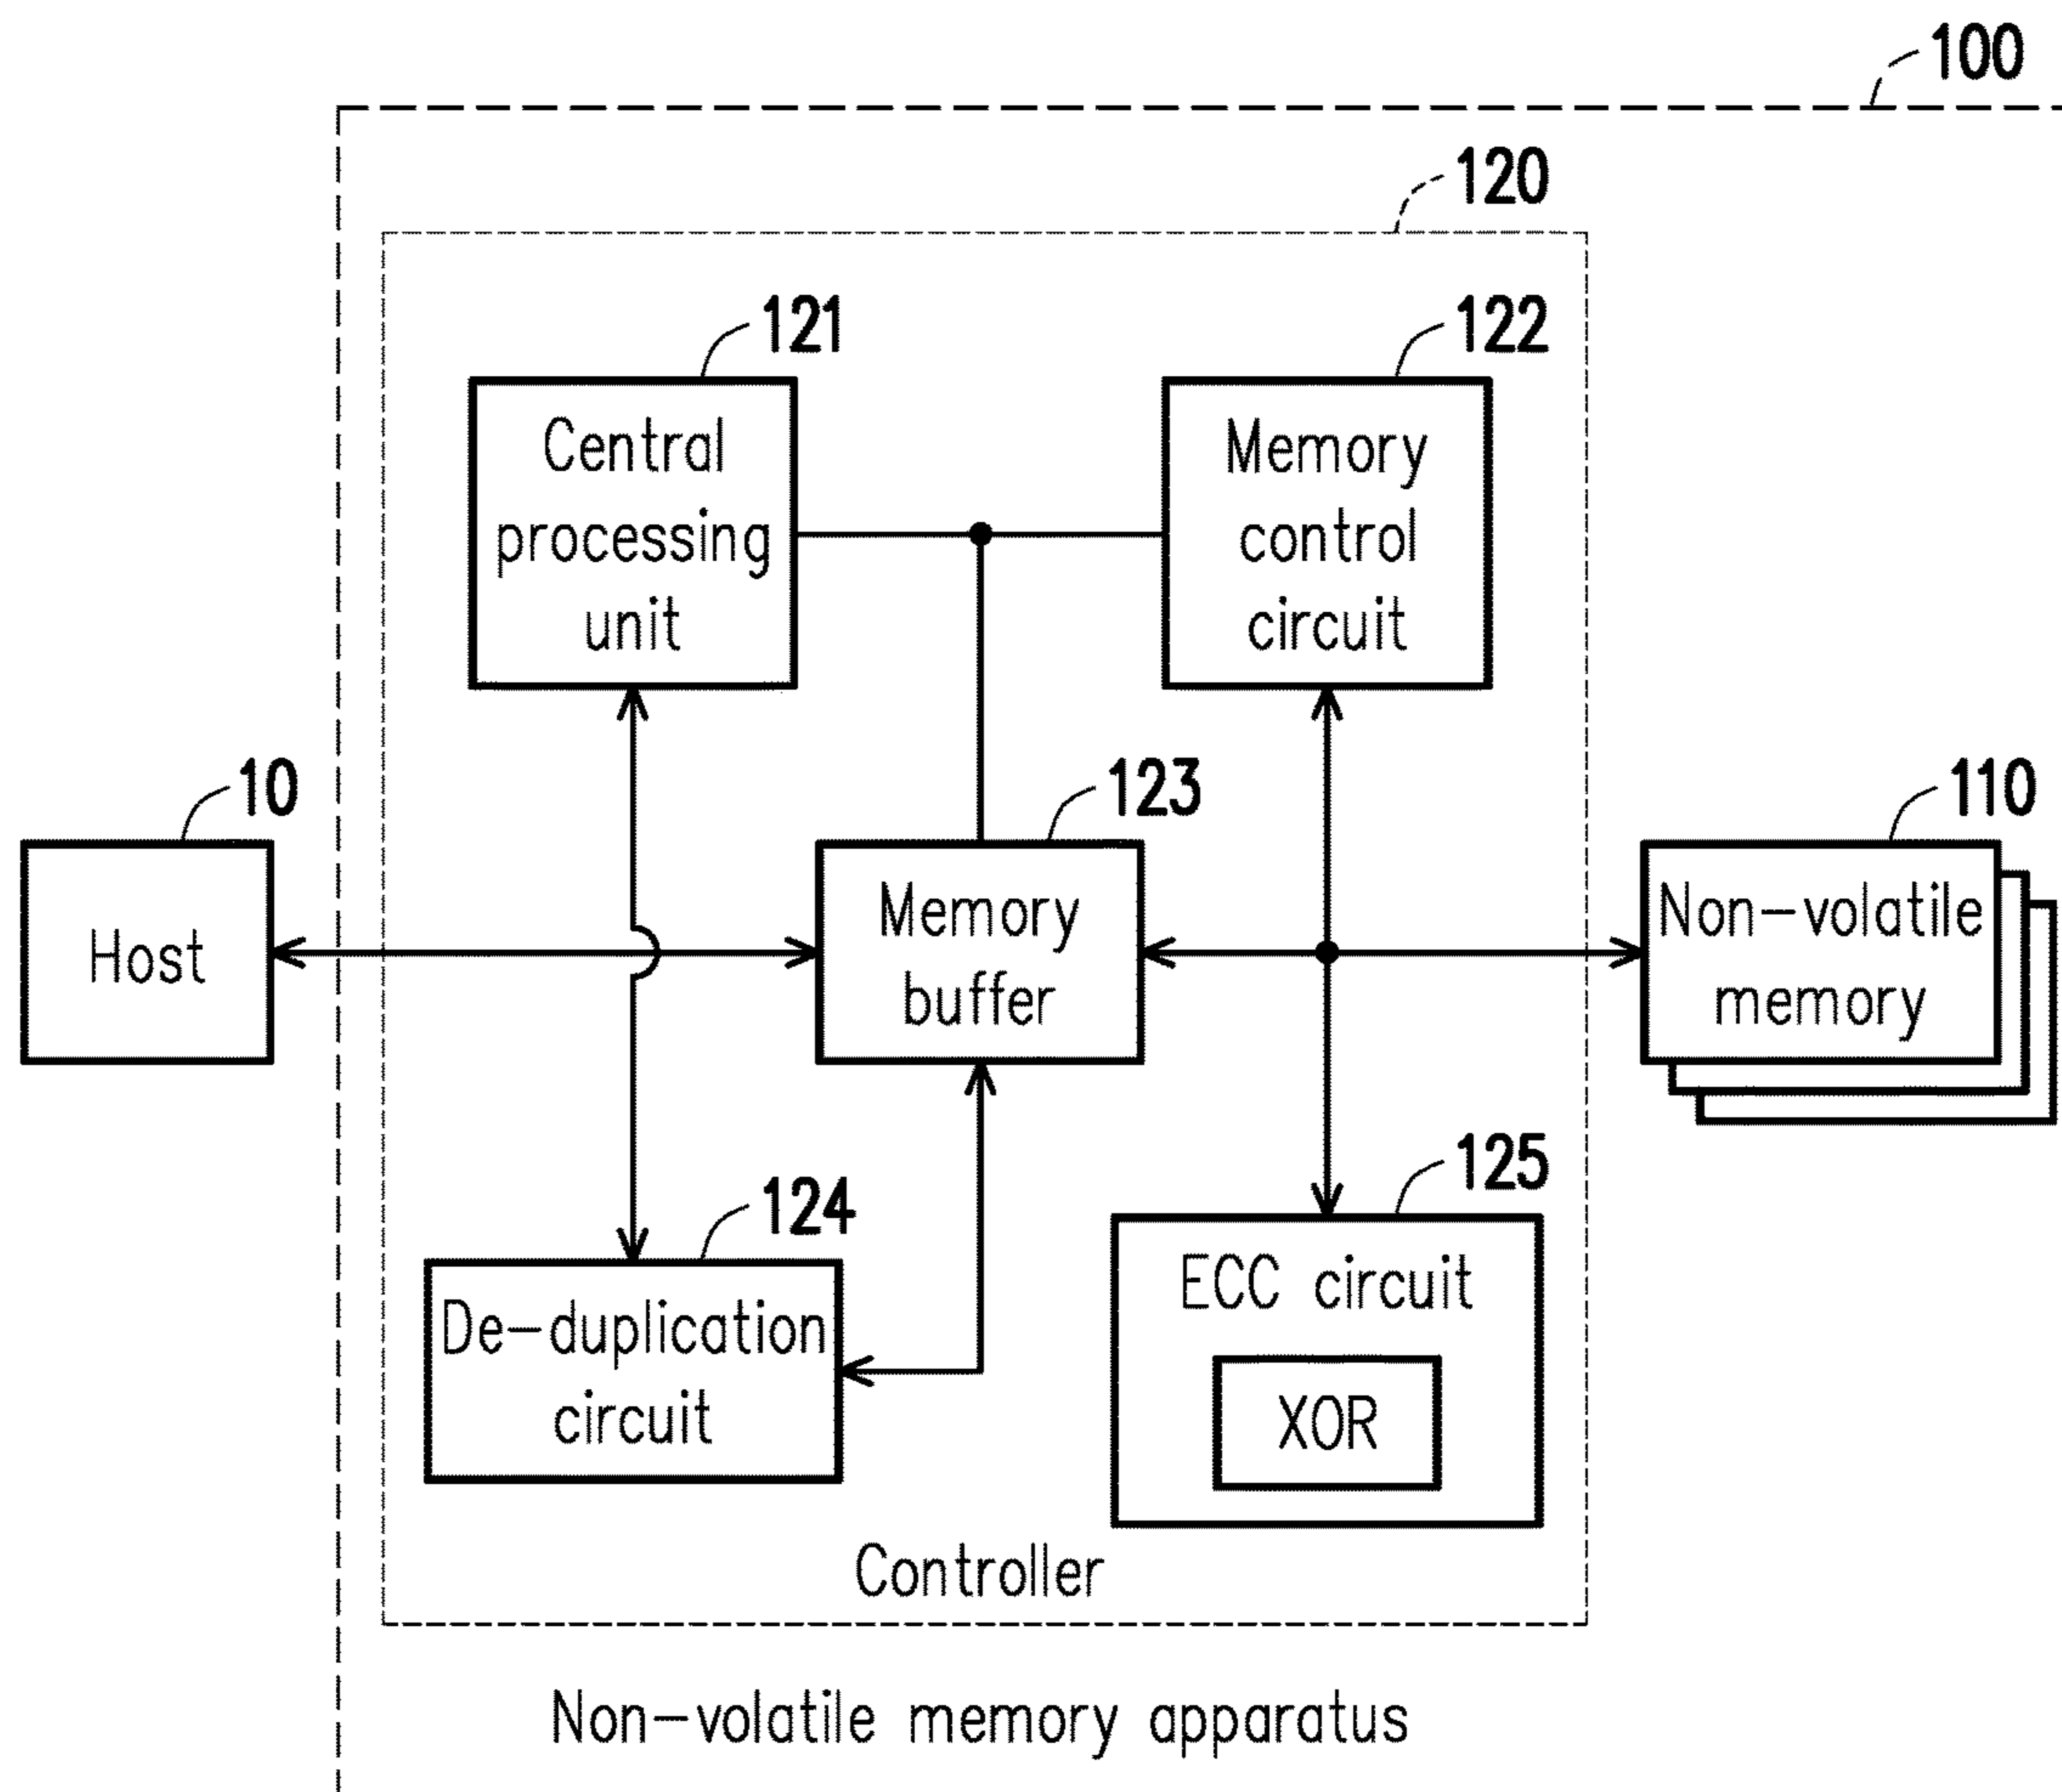 100
120
121
122
Central
processing
unit
Memory
control
circuit
10
123
110
Host
Memory
buffer
Non-volatile
memory
124
125
De-duplication
circuit
ECC circuit
XOR
Controller
Non-volatile memory apparatus